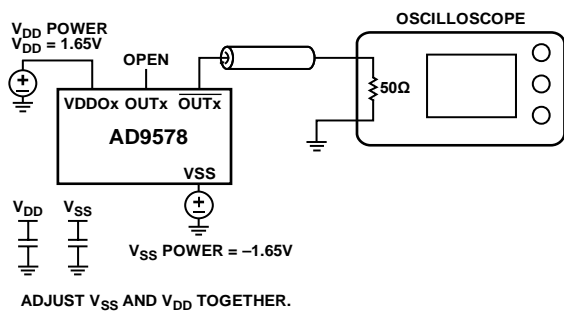 OSCILLOSCOPE
VDD POWER
VDD = 1.65V
OPEN
50Ω
VDDOx OUTx OUTx
AD9578
VSS
VDD VSS
VSS POWER = –1.65V
ADJUST VSS AND VDD TOGETHER.